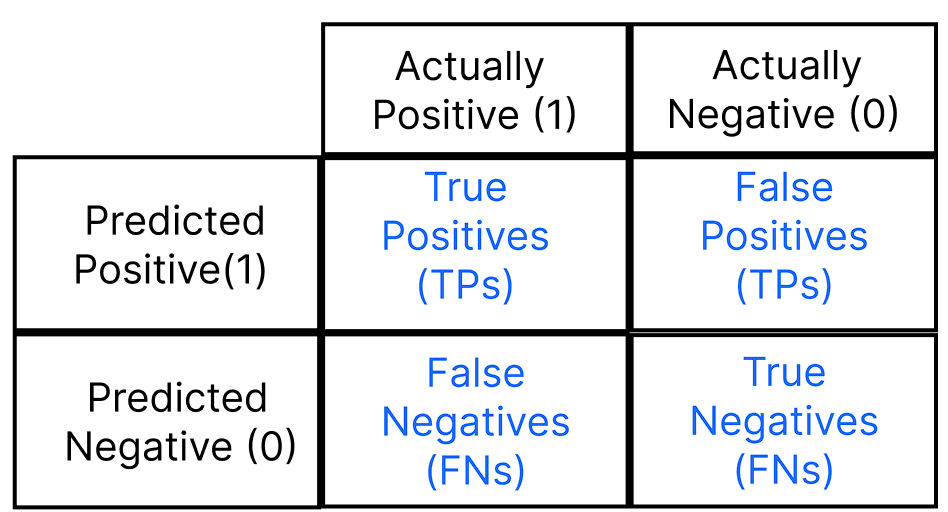 Actually
Positive (1)
Actually
Negative (0)
Predicted
Positive(1)
True
Positives
(TPs)
False
Positives
(TPs)
Predicted
Negative (0)
False
Negatives
(FNs)
True
Negatives
(FNs)